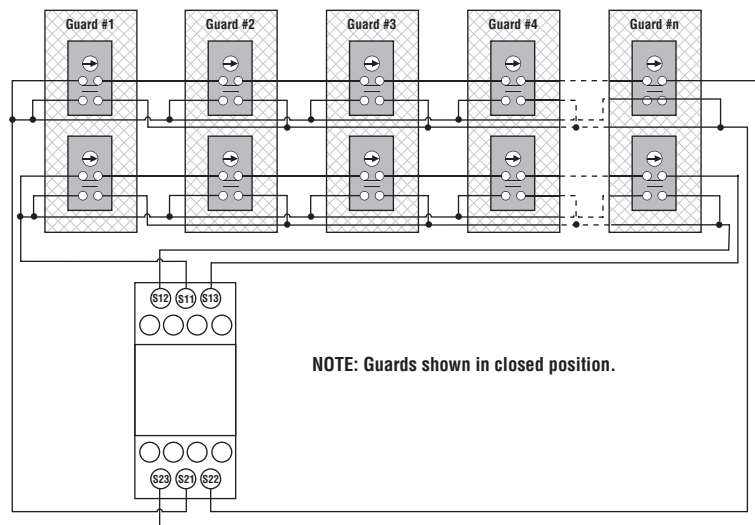 Guard #1 Guard #2 Guard #3 Guard #4 Guard #n
S12 S11 S13
NOTE: Guards shown in closed position.
S23 S21 S22